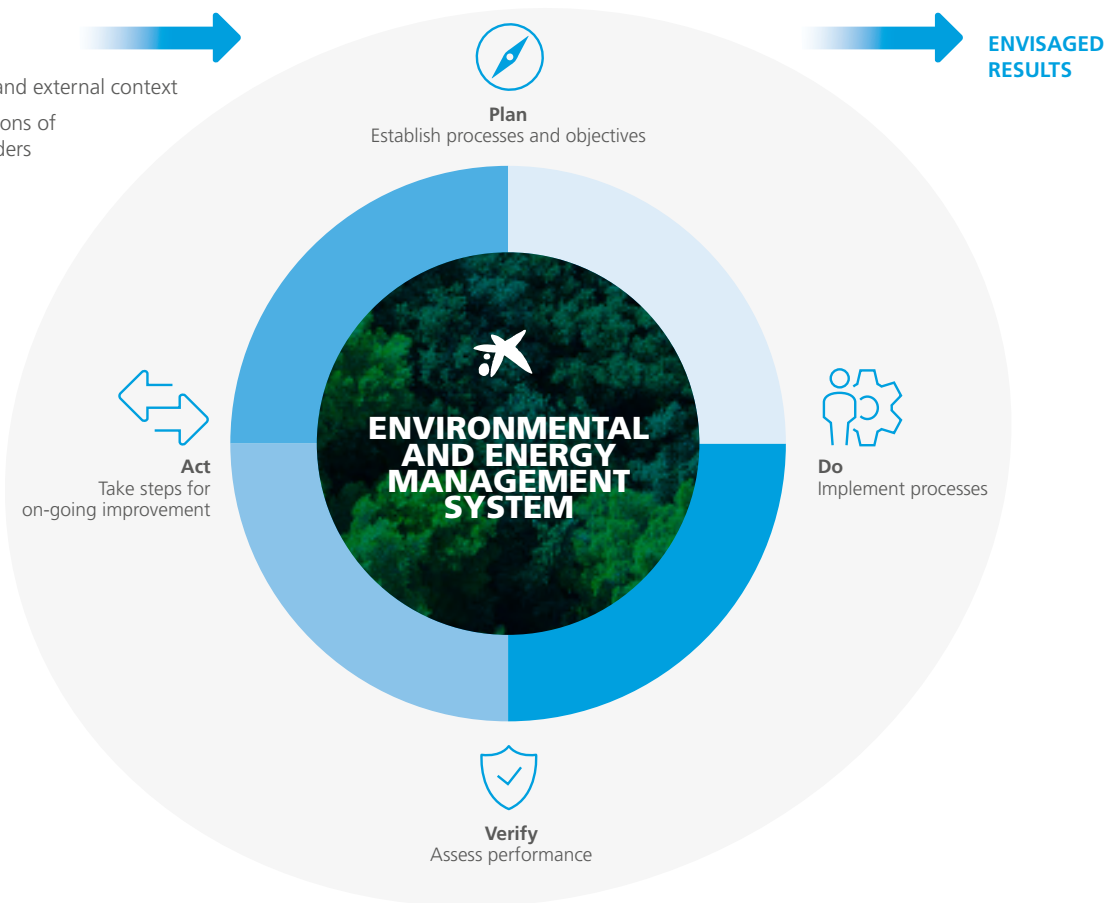 and external context
ons of
ders
ENVISAGED
RESULTS
Plan
Establish processes and objectives
ENVIRONMENTAL
AND ENERGY
MANAGEMENT
SYSTEM
Act
Take steps for
on-going improvement
Do
Implement processes
Verify
Assess performance